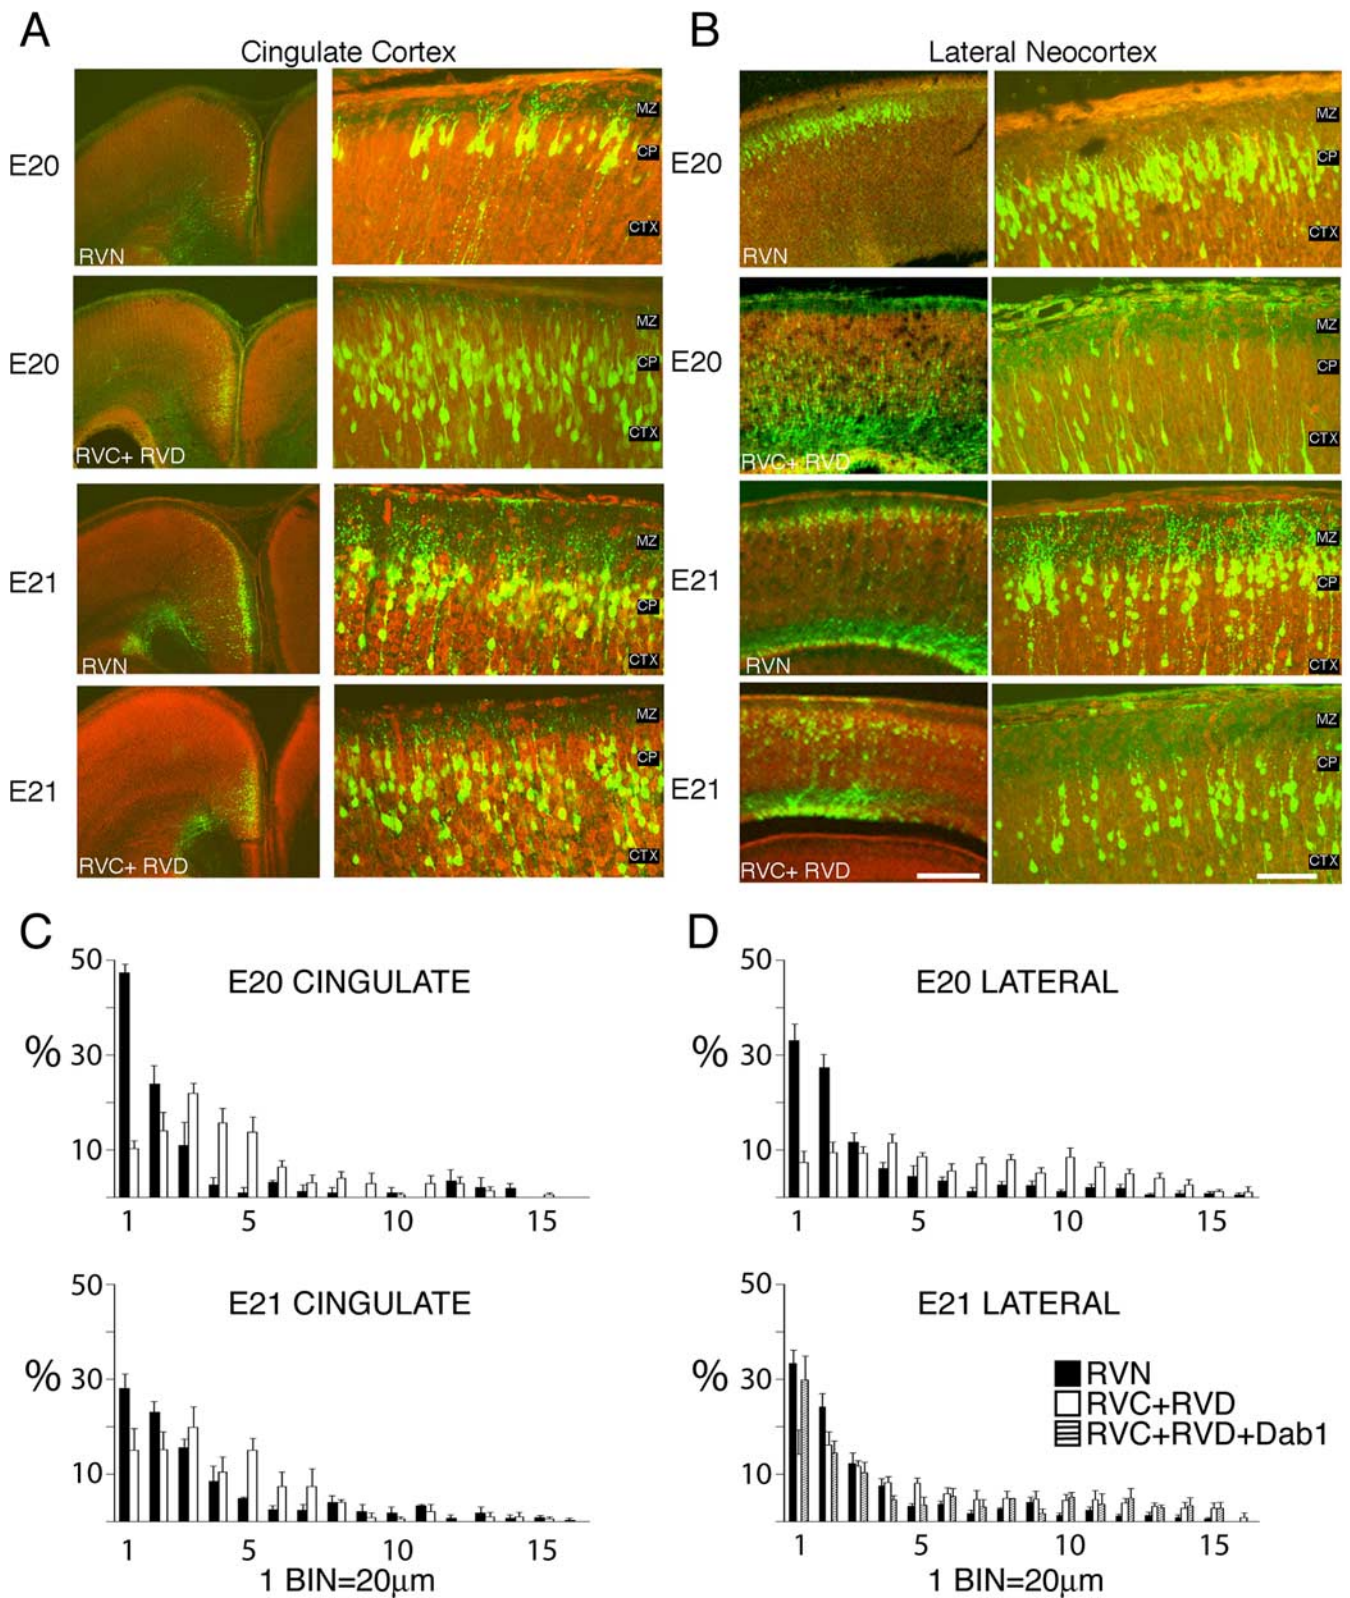 A
B
Cingulate Cortex
Lateral Neocortex
E20
RVN
MZ
CP
CTX
E20
RVN
MZ
CP
CTX
E20
RVC+ RVD
MZ
CP
CTX
E20
RVC+ RVD
MZ
CP
CTX
E21
RVN
MZ
CP
CTX
E21
RVN
MZ
CP
CTX
E21
RVC+ RVD
MZ
CP
CTX
E21
RVC+ RVD
MZ
CP
CTX
C
E20 CINGULATE
%
50
30
10
1 5 10 15
E21 CINGULATE
%
50
30
10
1 5 10 15
1 BIN=20µm
D
E20 LATERAL
%
50
30
10
1 5 10 15
E21 LATERAL
%
50
30
10
RVN
RVC+RVD
RVC+RVD+Dab1
1 5 10 15
1 BIN=20µm